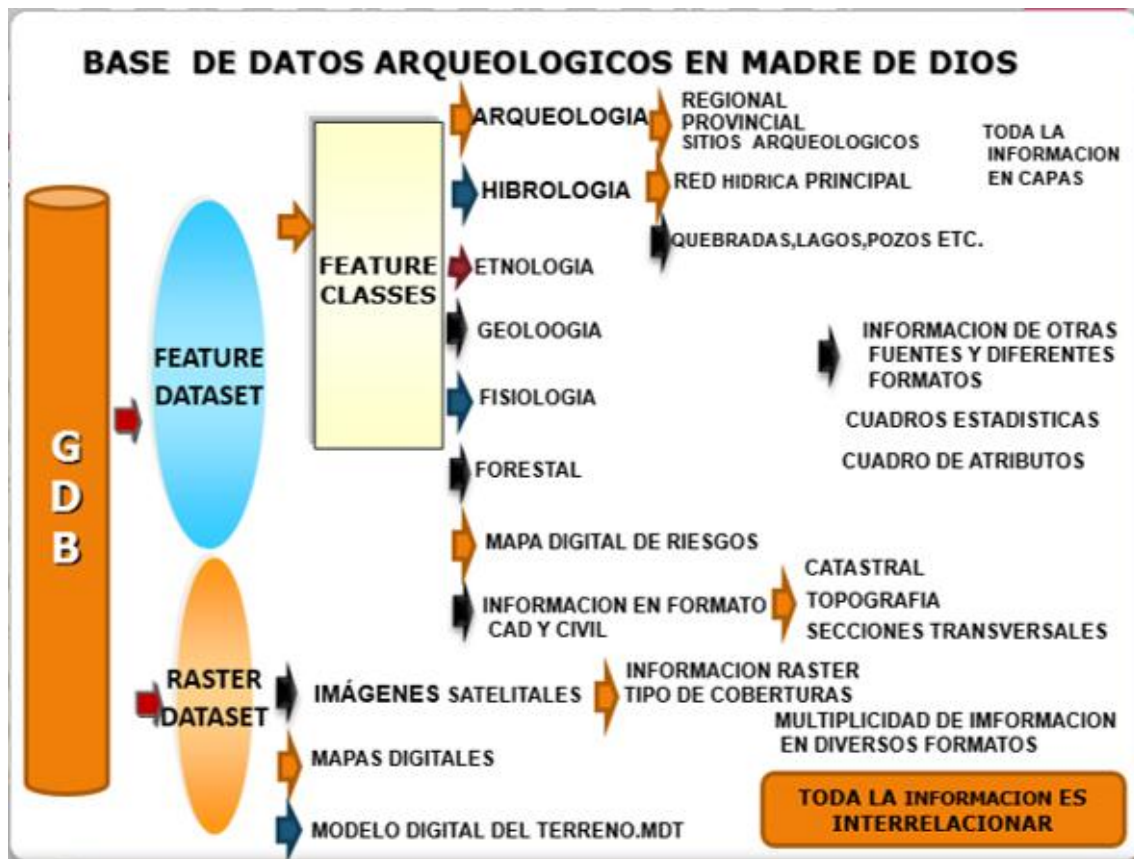 BASE DE DATOS ARQUEOLOGICOS EN MADRE DE DIOS
GDB
FEATURE
DATASET
RASTER
DATASET
FEATURE
CLASSES
ARQUEOLOGIA
REGIONAL
PROVINCIAL
SITIOS ARQUEOLOGICOS
TODA LA
INFORMACION
EN CAPAS
HIBROLOGIA
RED HIDRICA PRINCIPAL
QUEBRADAS,LAGOS,POZOS ETC.
ETNOLOGIA
GEOLOOGIA
FISIOLOGIA
FORESTAL
INFORMACION DE OTRAS
FUENTES Y DIFERENTES
FORMATOS
CUADROS ESTADISTICAS
CUADRO DE ATRIBUTOS
MAPA DIGITAL DE RIESGOS
INFORMACION EN FORMATO
CAD Y CIVIL
CATASTRAL
TOPOGRAFIA
SECCIONES TRANSVERSALES
IMÁGENES SATELITALES
INFORMACION RASTER
TIPO DE COBERTURAS
MULTIPLICIDAD DE IMFORMACION
EN DIVERSOS FORMATOS
MAPAS DIGITALES
MODELO DIGITAL DEL TERRENO.MDT
TODA LA INFORMACION ES
INTERRELACIONAR